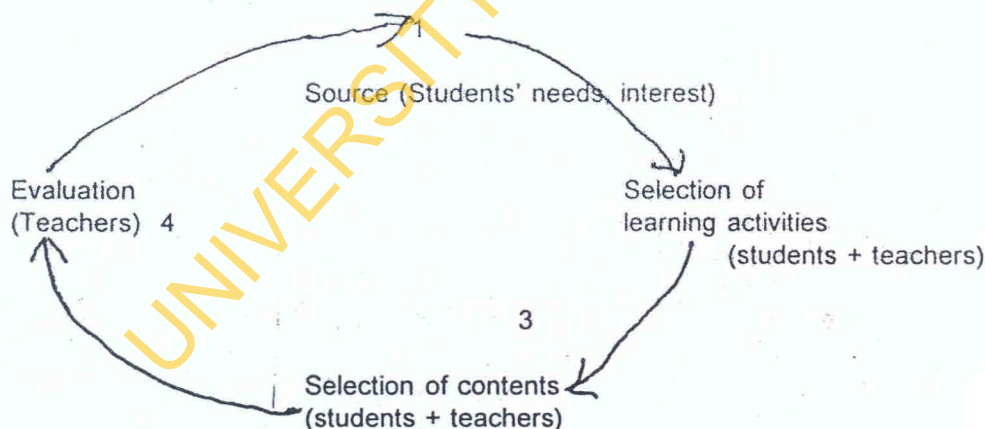 1
Source (Students' needs, interest)
Selection of
learning activities
(students + teachers)
3
Selection of contents
(students + teachers)
Evaluation
(Teachers) 4
UNIVERSIT